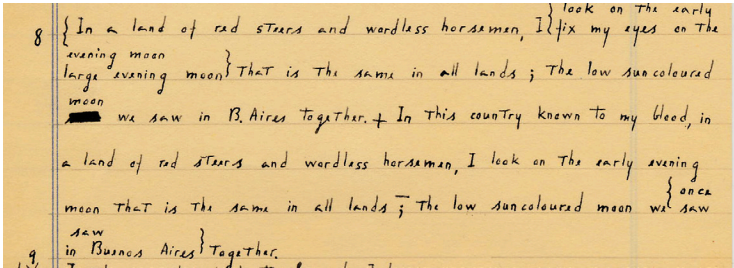 look on the early
8 { In a land of red steers and wordless horsemen, I { fix my eyes on the
evening moon
large evening moon } that is the same in all lands ; the low suncoloured
moon
we saw in B. Aires together. + In this country known to my blood, in
a land of red steers and wordless horsemen, I look on the early evening
{ once
moon that is the same in all lands ; the low suncoloured moon we saw
saw
in Buenos Aires } together.
9